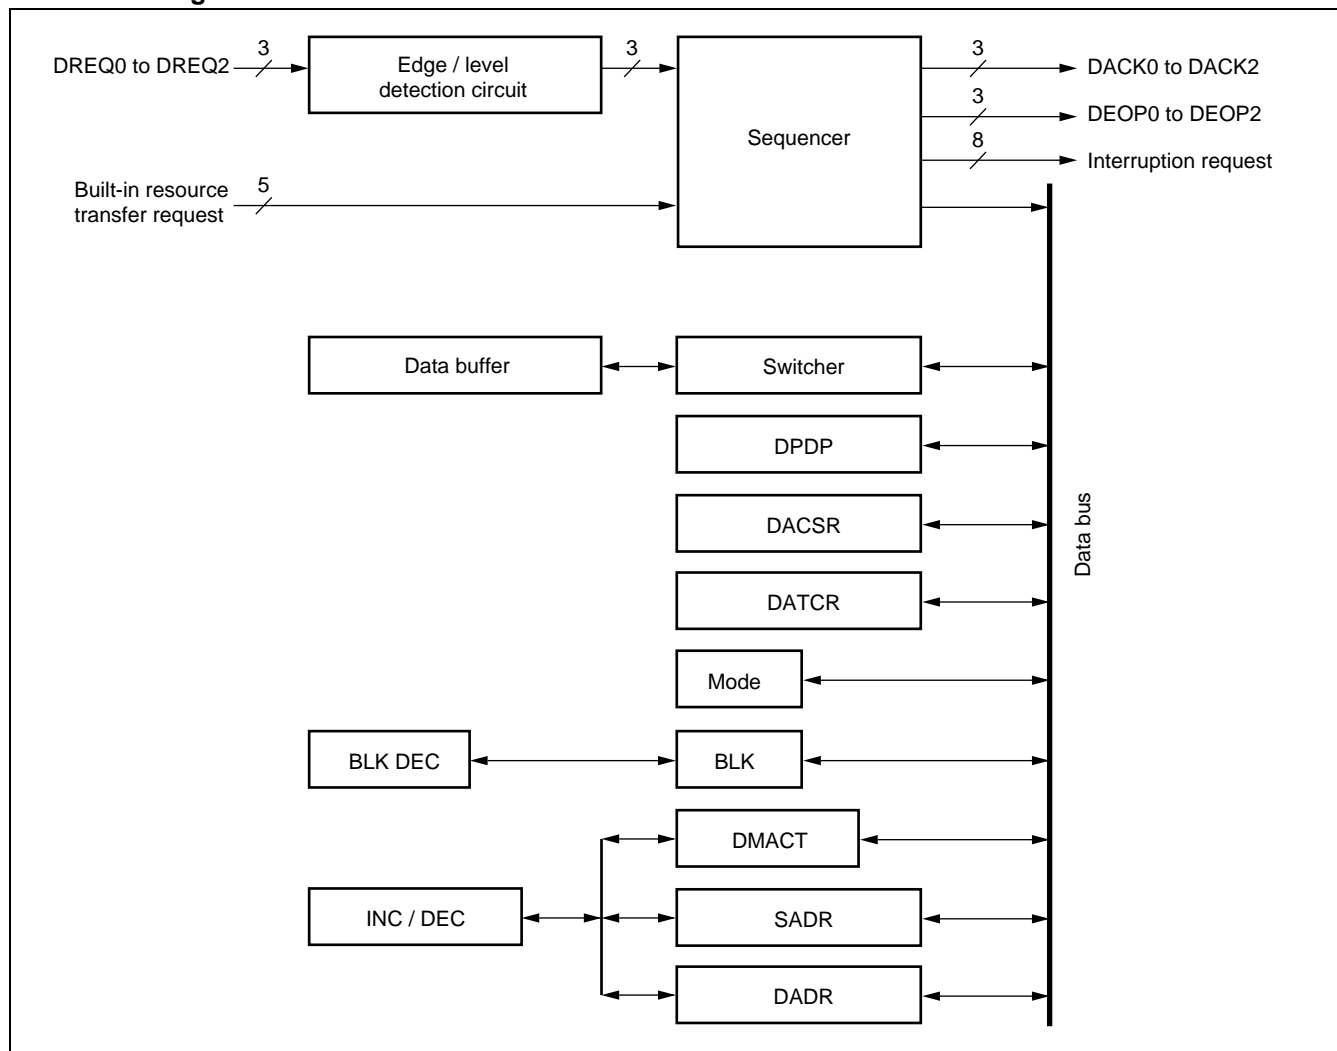 3
3
3
DREQ0 to DREQ2
Edge / level
detection circuit
DACK0 to DACK2
3
DEOP0 to DEOP2
Sequencer
8
Interruption request
Built-in resource
transfer request
5
Data buffer
Switcher
DPDP
DACSR
Data bus
DATCR
Mode
BLK DEC
BLK
DMACT
INC / DEC
SADR
DADR